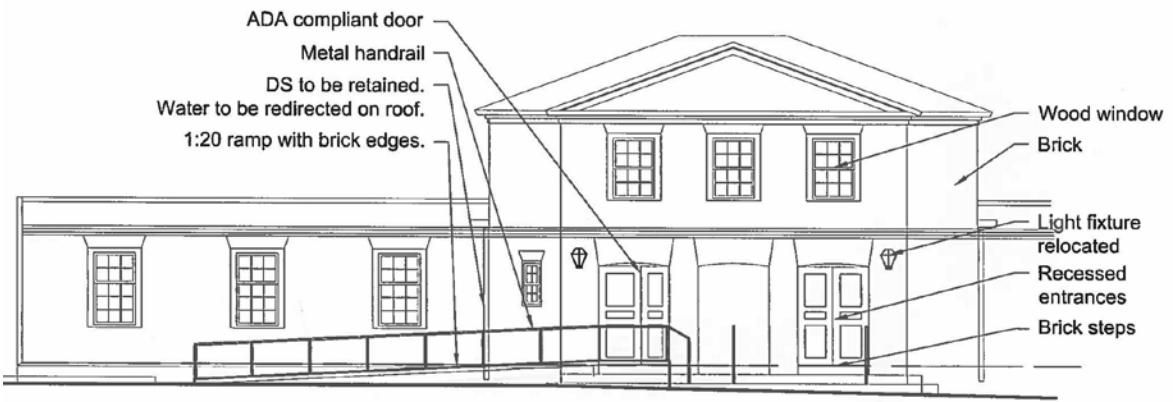 ADA compliant door
Metal handrail
DS to be retained.
Water to be redirected on roof.
1:20 ramp with brick edges.
Wood window
Brick
Light fixture
relocated
Recessed
entrances
Brick steps